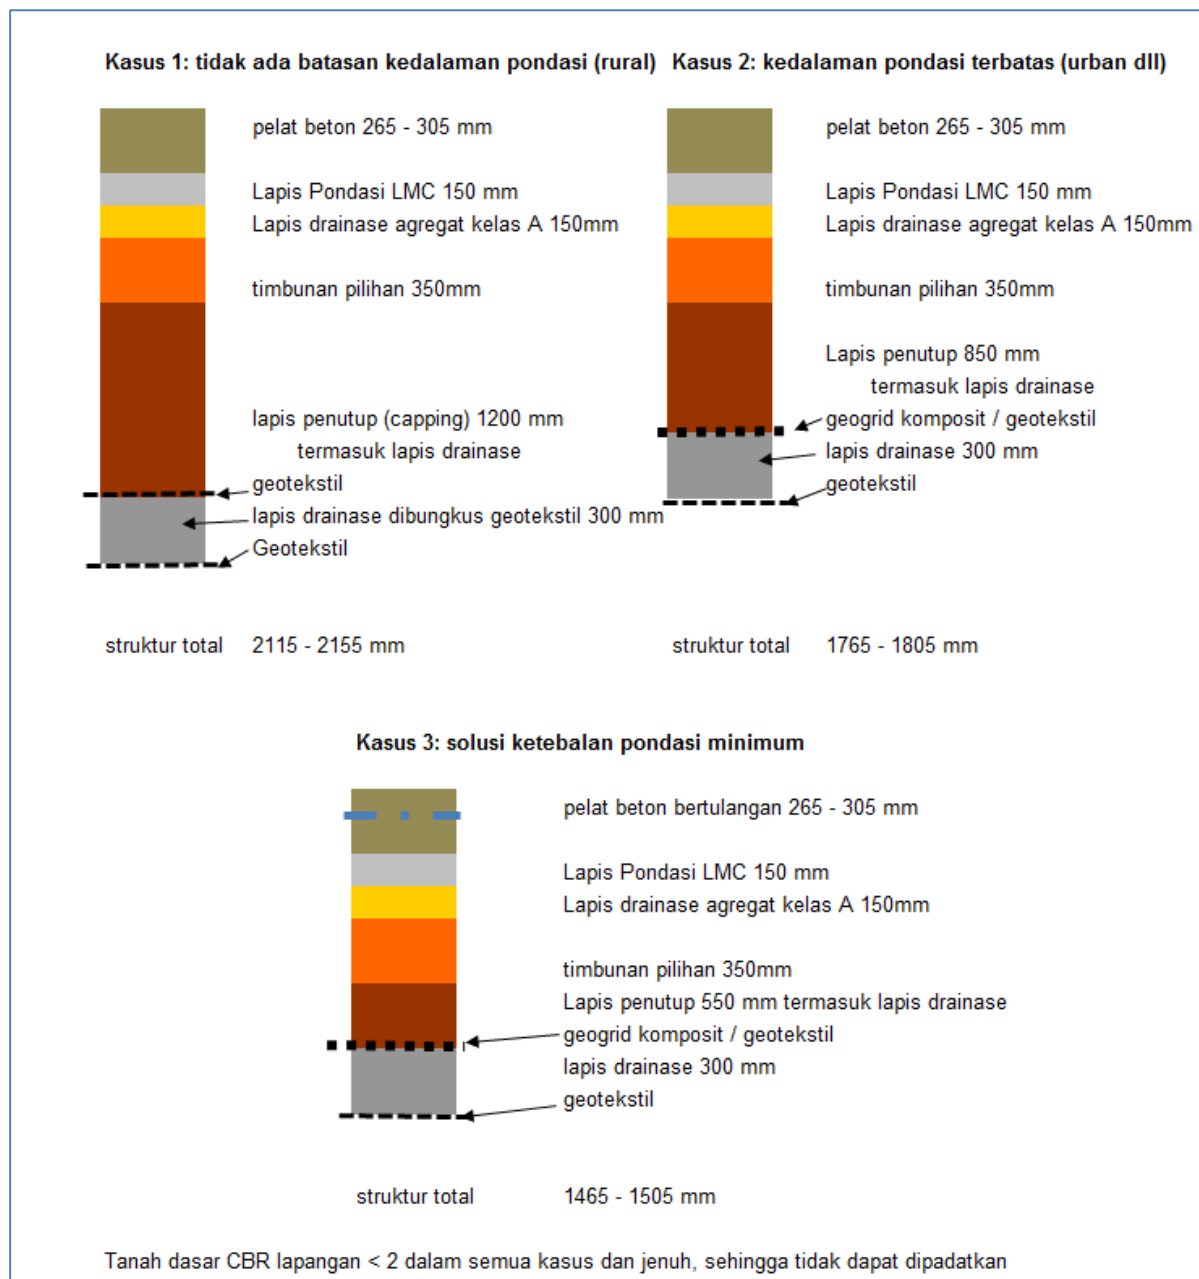 Kasus 1: tidak ada batasan kedalaman pondasi (rural)
pelat beton 265 - 305 mm
Lapis Pondasi LMC 150 mm
Lapis drainase agregat kelas A 150mm
timbunan pilihan 350mm
lapis penutup (capping) 1200 mm
termasuk lapis drainase
geotekstil
lapis drainase dibungkus geotekstil 300 mm
Geotekstil
struktur total 2115 - 2155 mm
Kasus 2: kedalaman pondasi terbatas (urban dll)
pelat beton 265 - 305 mm
Lapis Pondasi LMC 150 mm
Lapis drainase agregat kelas A 150mm
timbunan pilihan 350mm
Lapis penutup 850 mm
termasuk lapis drainase
geogrid komposit / geotekstil
lapis drainase 300 mm
geotekstil
struktur total 1765 - 1805 mm
Kasus 3: solusi ketebalan pondasi minimum
pelat beton bertulangan 265 - 305 mm
Lapis Pondasi LMC 150 mm
Lapis drainase agregat kelas A 150mm
timbunan pilihan 350mm
Lapis penutup 550 mm termasuk lapis drainase
geogrid komposit / geotekstil
lapis drainase 300 mm
geotekstil
struktur total 1465 - 1505 mm
Tanah dasar CBR lapangan < 2 dalam semua kasus dan jenuh, sehingga tidak dapat dipadatkan